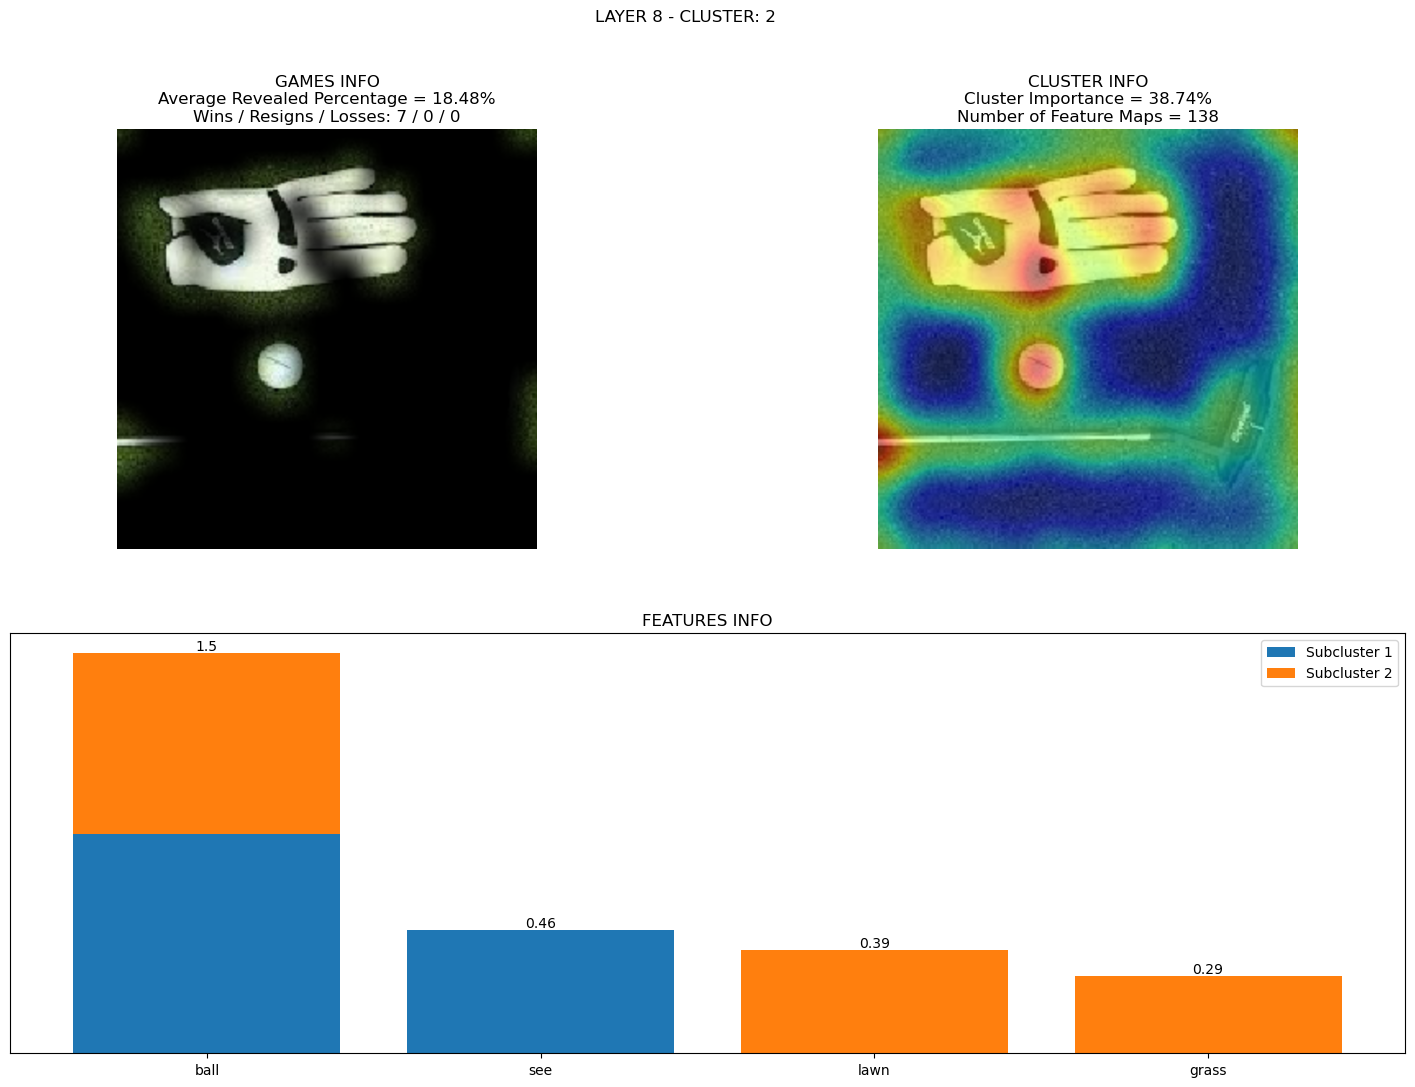 LAYER 8 - CLUSTER: 2
GAMES INFO
Average Revealed Percentage = 18.48%
Wins / Resigns / Losses: 7 / 0 / 0
CLUSTER INFO
Cluster Importance = 38.74%
Number of Feature Maps = 138
FEATURES INFO
1.5
0.46
0.39
0.29
Subcluster 1
Subcluster 2
ball
see
lawn
grass